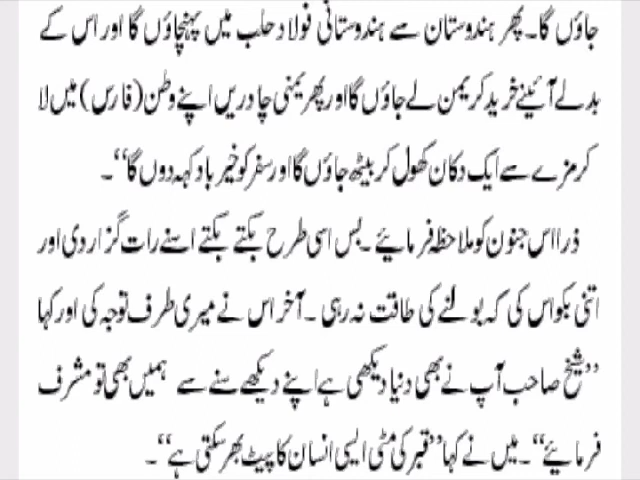 جاؤں گا۔ پھر ہندوستان سے ہندوستانی فولاد حلب میں پہنچاؤں گا اور اس کے
بدلے آئینے خرید کر یمن لے جاؤں گا اور پھر یمنی چادریں اپنے وطن (فارس) میں لا
کر مزے سے ایک دکان کھول کر بیٹھ جاؤں گا اور سفر کو خیر باد کہہ دوں گا‘‘۔
ذرا اس جنون کو ملاحظہ فرمائیے۔ بس اسی طرح بکتے بکتے اسنے رات گزار دی اور
اتنی بکواس کی کہ بولنے کی طاقت نہ رہی۔ آخر اس نے میری طرف توجہ کی اور کہا
’’شیخ صاحب آپ نے بھی دنیا دیکھی ہے اپنے دیکھے سنے سے ہمیں بھی تو مشرف
فرمائیے‘‘۔ میں نے کہا’’قبر کی مٹی ایسی انسان کا پیٹ بھر سکتی ہے‘‘۔